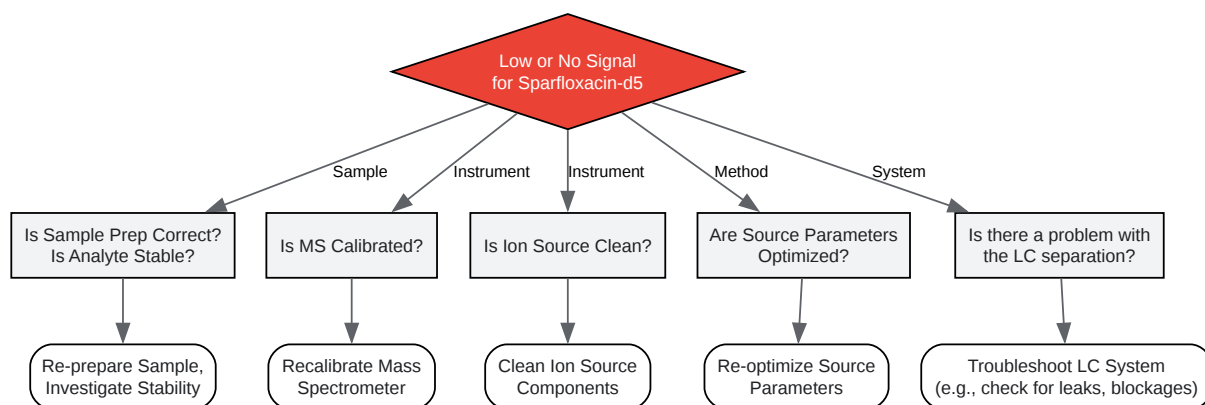 Low or No Signal
for Sparfloxacin-d5
Sample
Instrument
Instrument
Method
System
Is Sample Prep Correct?
Is Analyte Stable?
Is MS Calibrated?
Is Ion Source Clean?
Are Source Parameters
Optimized?
Is there a problem with
the LC separation?
Re-prepare Sample,
Investigate Stability
Recalibrate Mass
Spectrometer
Clean Ion Source
Components
Re-optimize Source
Parameters
Troubleshoot LC System
(e.g., check for leaks, blockages)